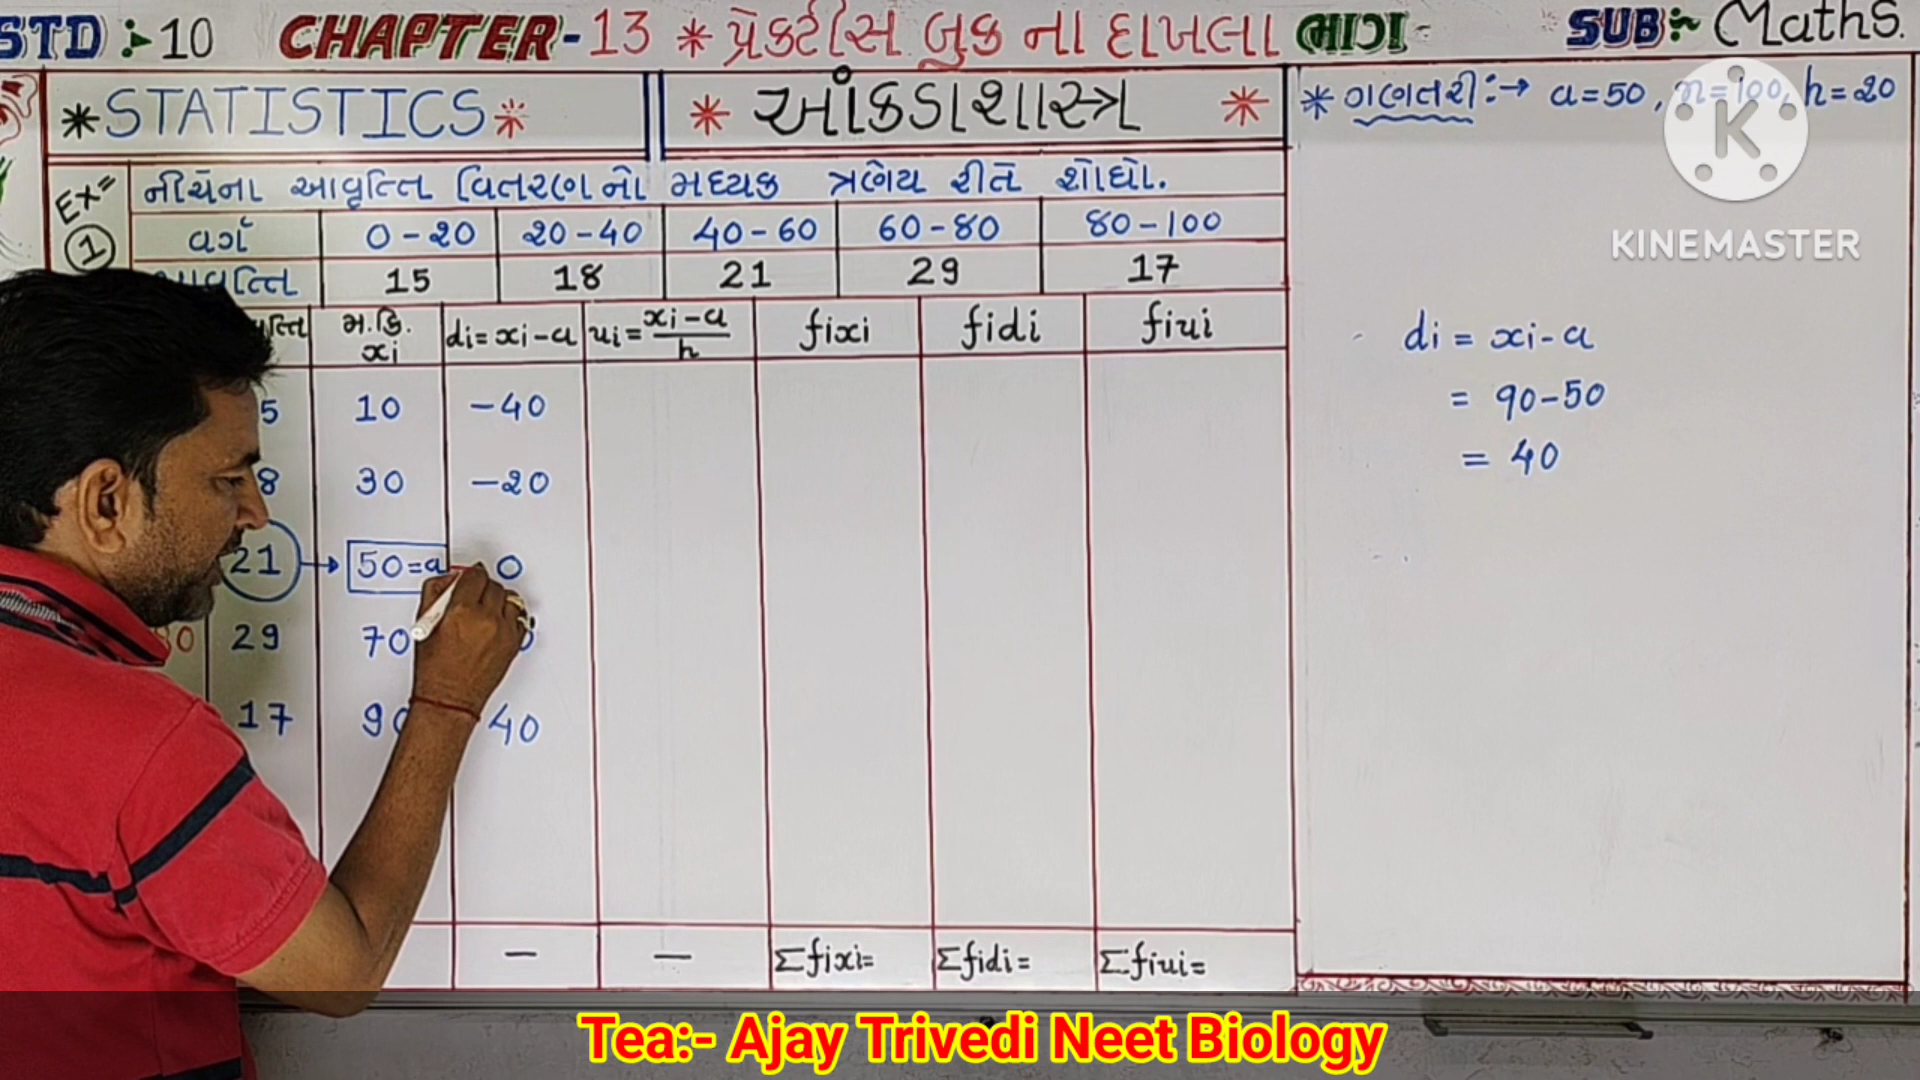 STD :- 10 CHAPTER - 13 * પ્રેક્ટીસ બુક ના દાખલા ભાગ - SUB :- Maths.
* STATISTICS *
* આંકડાશાસ્ત્ર *
Ex= 1
નીચેના આવૃત્તિ વિતરણનો મધ્યક ત્રણેય રીતે શોધો.
વર્ગ 0-20 20-40 40-60 60-80 80-100
15 18 21 29 17
મ.કિ. xi di = xi - a ui = xi - a / h fixi fidi fiui
5 10 -40
8 30 -20
21 → 50=a 0
29 70
17 90 40
— — Σfixi= Σfidi= Σfiui=
* ગણતરી :→ a=50, n=100, h=20
di = xi - a
= 90-50
= 40
K
KINEMASTER
Tea:- Ajay Trivedi Neet Biology